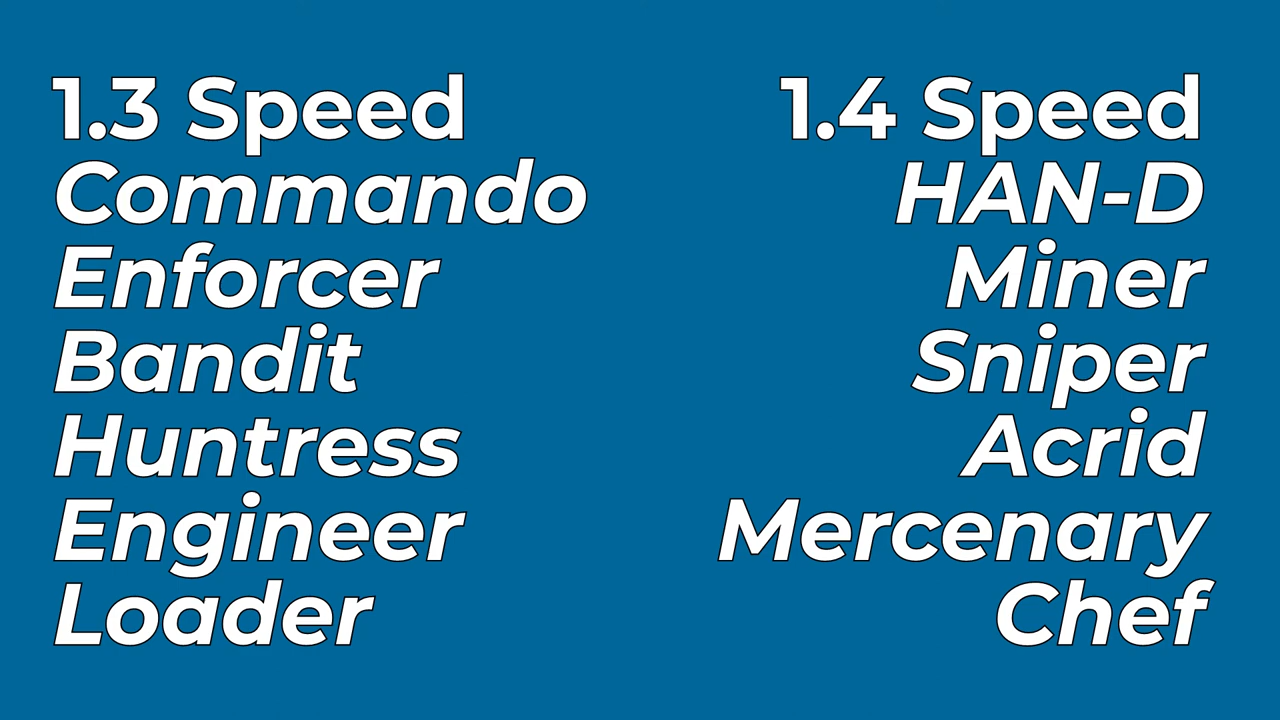 1.3 Speed
Commando
Enforcer
Bandit
Huntress
Engineer
Loader
1.4 Speed
HAN-D
Miner
Sniper
Acrid
Mercenary
Chef